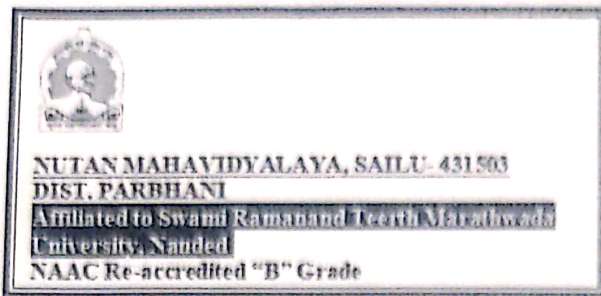 NUTAN MAHAVIDYALAYA, SAILU- 431503
DIST. PARBHANI
Affiliated to Swami Ramanand Teerth Marathwada
University, Nanded
NAAC Re-accredited “B” Grade